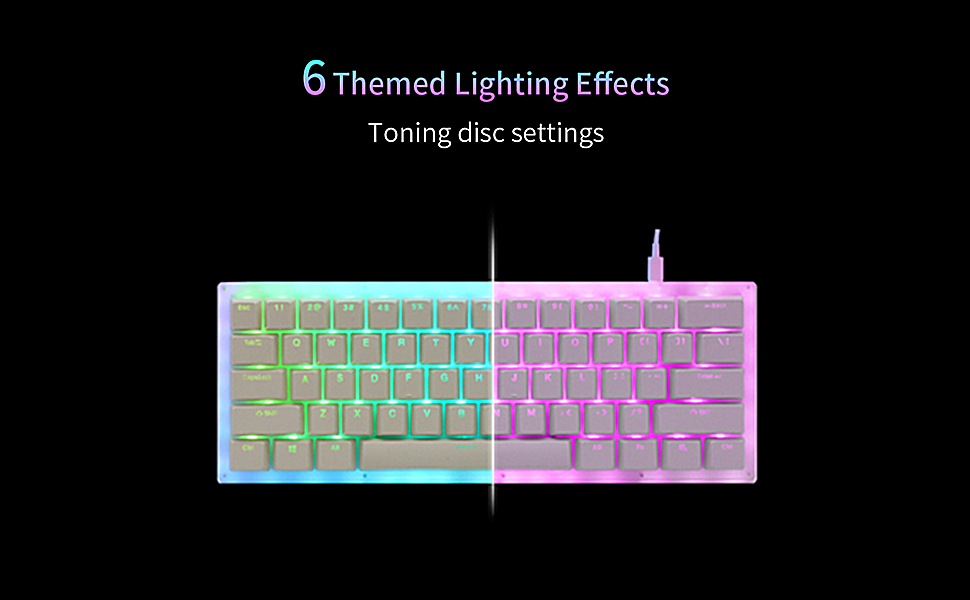 6 Themed Lighting Effects
Toning disc settings
Q W E R T Y U I O P
A S D F G H J K L
Z X C V B N M